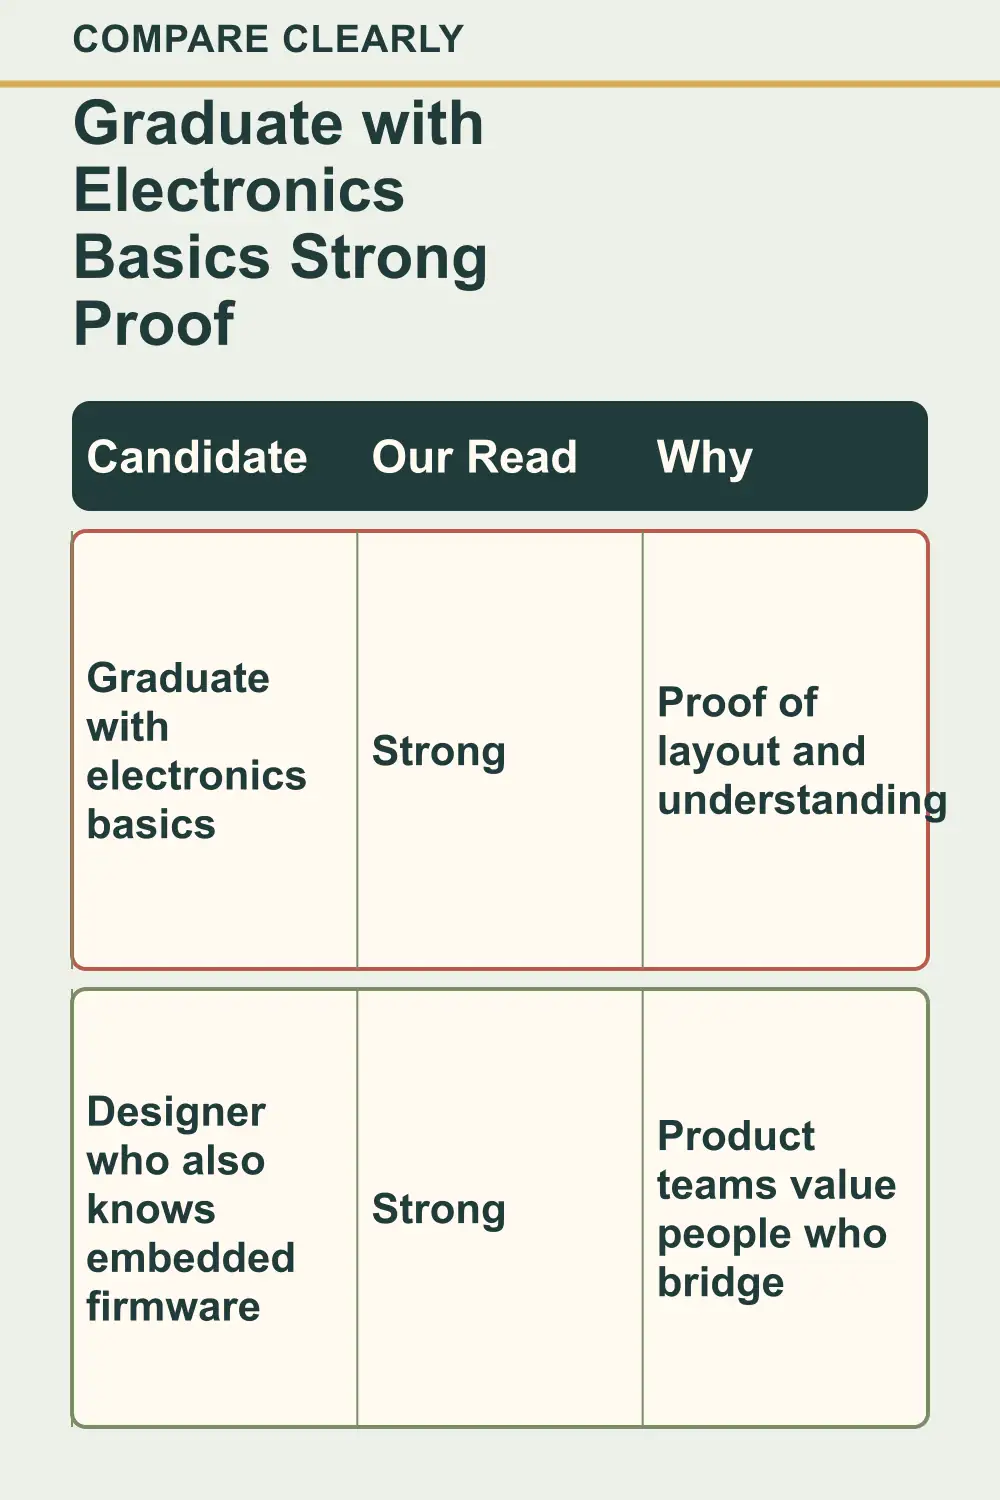 COMPARE CLEARLY
Graduate with
Electronics
Basics Strong
Proof
Candidate
Our Read
Why
Graduate
with
electronics
basics
Strong
Proof of
layout and
understanding
Designer
who also
knows
embedded
firmware
Strong
Product
teams value
people who
bridge